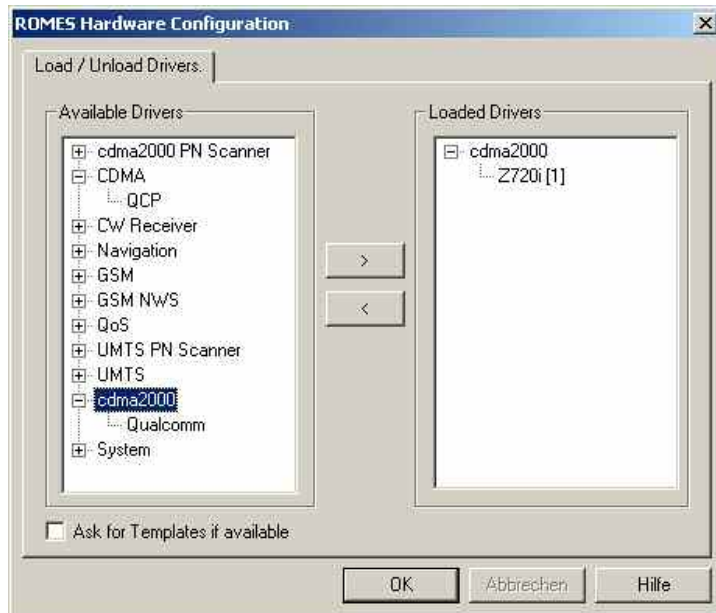 ROMES Hardware Configuration
Load / Unload Drivers.
Available Drivers
cdma2000 PN Scanner
CDMA
QCP
CW Receiver
Navigation
GSM
GSM NWS
QoS
UMTS PN Scanner
UMTS
cdma2000
Qualcomm
System
>
<
Loaded Drivers
cdma2000
Z720i [1]
Ask for Templates if available
OK
Abbrechen
Hilfe